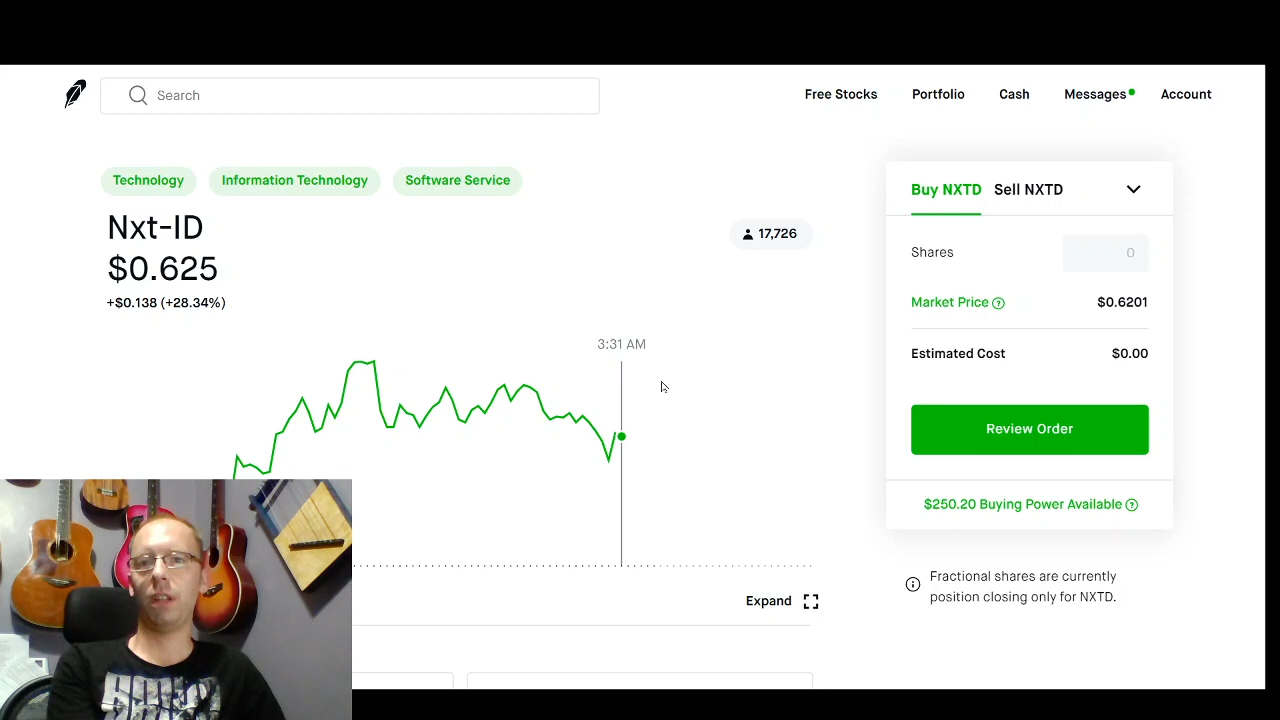 Search
Free Stocks
Portfolio
Cash
Messages
Account
Technology
Information Technology
Software Service
Nxt-ID
$0.625
+$0.138 (+28.34%)
17,726
3:31 AM
Expand
Buy NXTD
Sell NXTD
Shares
0
Market Price
$0.6201
Estimated Cost
$0.00
Review Order
$250.20 Buying Power Available
Fractional shares are currently
position closing only for NXTD.